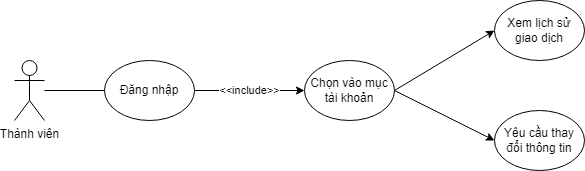 Thành viên
Đăng nhập
<<include>>
Chọn vào mục
tài khoản
Xem lịch sử
giao dịch
Yêu cầu thay
đổi thông tin